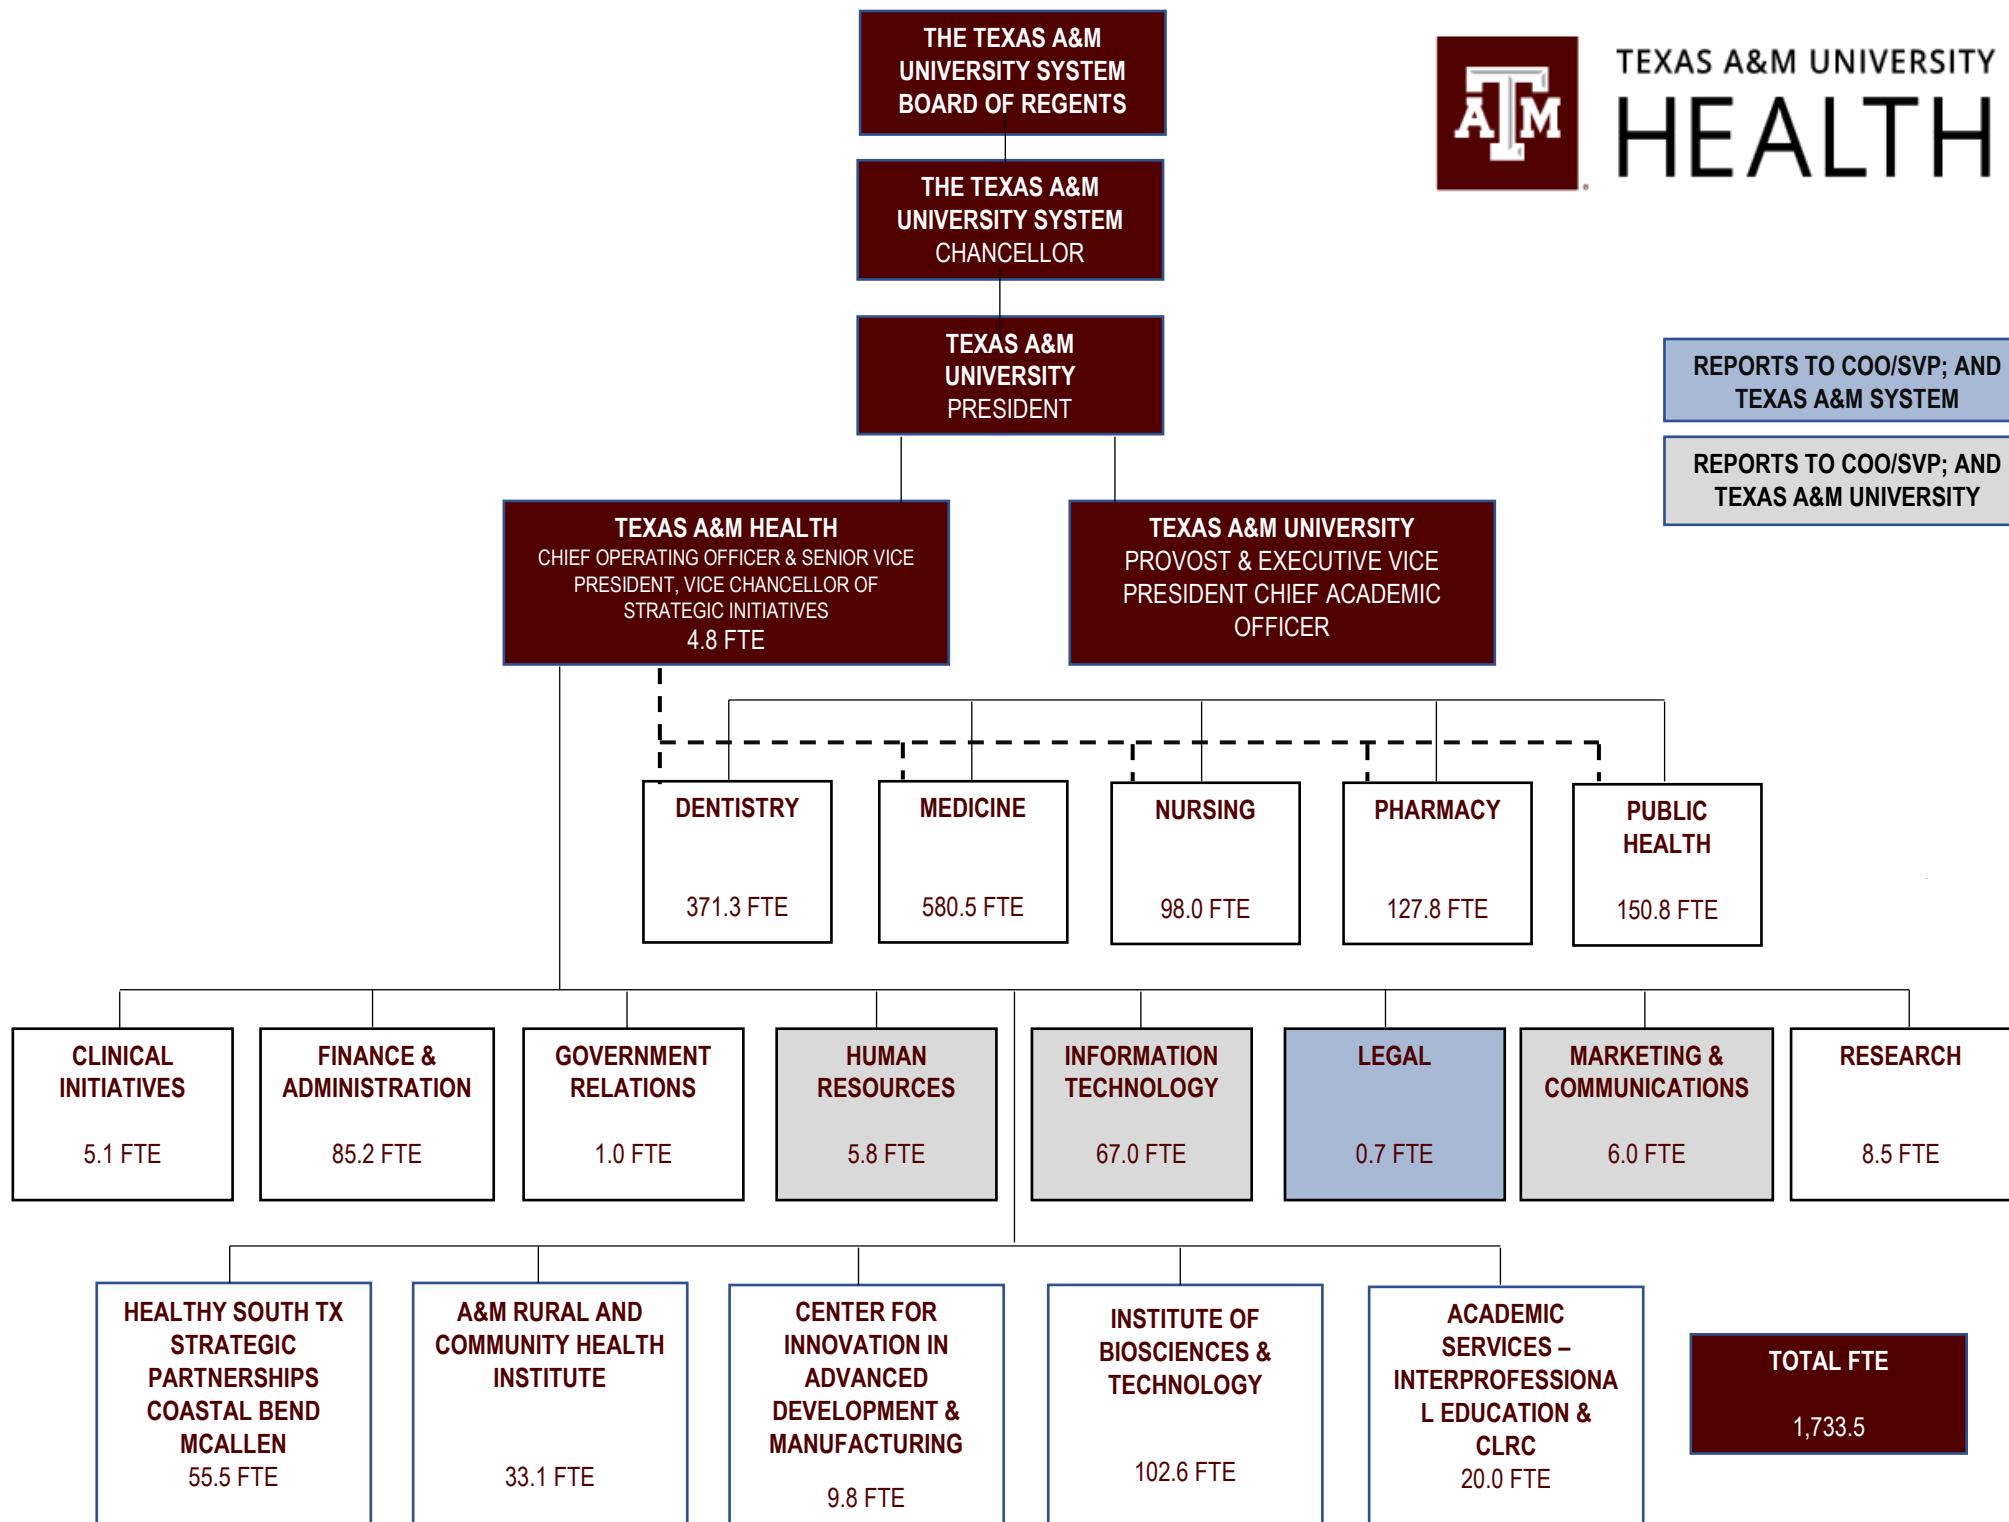 THE TEXAS A&M
UNIVERSITY SYSTEM
BOARD OF REGENTS
TEXAS A&M UNIVERSITY
HEALTH
ATM
®
THE TEXAS A&M
UNIVERSITY SYSTEM
CHANCELLOR
TEXAS A&M
UNIVERSITY
PRESIDENT
REPORTS TO COO/SVP; AND
TEXAS A&M SYSTEM
REPORTS TO COO/SVP; AND
TEXAS A&M UNIVERSITY
TEXAS A&M HEALTH
CHIEF OPERATING OFFICER & SENIOR VICE
PRESIDENT, VICE CHANCELLOR OF
STRATEGIC INITIATIVES
4.8 FTE
TEXAS A&M UNIVERSITY
PROVOST & EXECUTIVE VICE
PRESIDENT CHIEF ACADEMIC
OFFICER
DENTISTRY
371.3 FTE
MEDICINE
580.5 FTE
NURSING
98.0 FTE
PHARMACY
127.8 FTE
PUBLIC
HEALTH
150.8 FTE
CLINICAL
INITIATIVES
5.1 FTE
FINANCE &
ADMINISTRATION
85.2 FTE
GOVERNMENT
RELATIONS
1.0 FTE
HUMAN
RESOURCES
5.8 FTE
INFORMATION
TECHNOLOGY
67.0 FTE
LEGAL
0.7 FTE
MARKETING &
COMMUNICATIONS
6.0 FTE
RESEARCH
8.5 FTE
HEALTHY SOUTH TX
STRATEGIC
PARTNERSHIPS
COASTAL BEND
MCALLEN
55.5 FTE
A&M RURAL AND
COMMUNITY HEALTH
INSTITUTE
33.1 FTE
CENTER FOR
INNOVATION IN
ADVANCED
DEVELOPMENT &
MANUFACTURING
9.8 FTE
INSTITUTE OF
BIOSCIENCES &
TECHNOLOGY
102.6 FTE
ACADEMIC
SERVICES –
INTERPROFESSIONA
L EDUCATION &
CLRC
20.0 FTE
TOTAL FTE
1,733.5